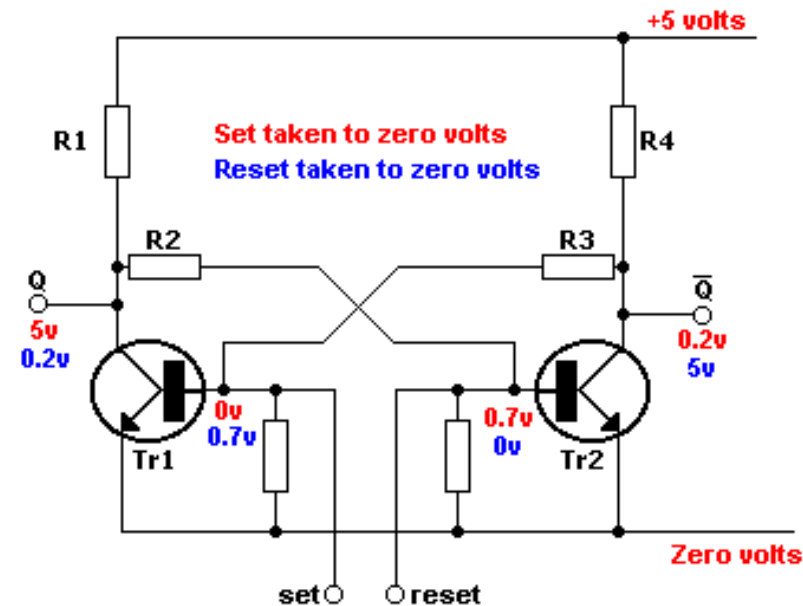 +5 volts
R1
Set taken to zero volts
R4
Reset taken to zero volts
R2
R3
Q
Q̅
5v
0.2v
0.2v
5v
0v
0.7v
0.7v
0v
Tr1
Tr2
Zero volts
set
reset